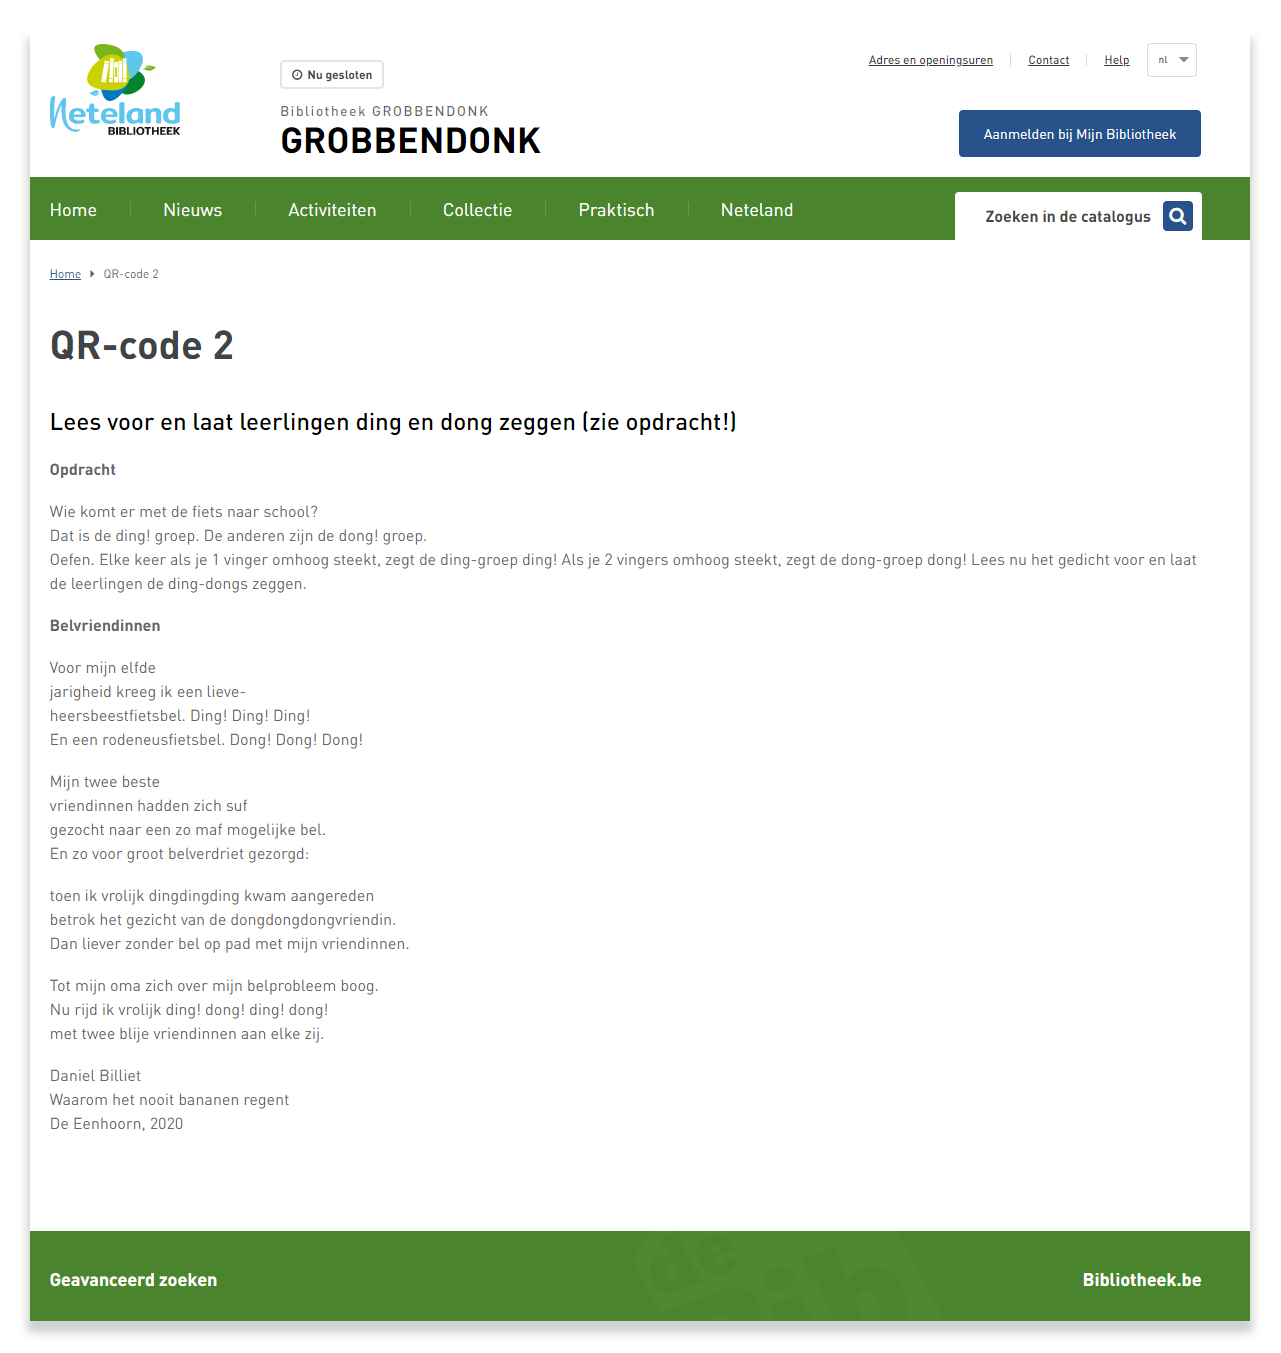 Neteland
BIBLIOTHEEK
Nu gesloten
Bibliotheek GROBBENDONK
GROBBENDONK
Adres en openingsuren
Contact
Help
nl
Aanmelden bij Mijn Bibliotheek
Home
Nieuws
Activiteiten
Collectie
Praktisch
Neteland
Zoeken in de catalogus
Home
QR-code 2
QR-code 2
Lees voor en laat leerlingen ding en dong zeggen (zie opdracht!)
Opdracht
Wie komt er met de fiets naar school?
Dat is de ding! groep. De anderen zijn de dong! groep.
Oefen. Elke keer als je 1 vinger omhoog steekt, zegt de ding-groep ding! Als je 2 vingers omhoog steekt, zegt de dong-groep dong! Lees nu het gedicht voor en laat
de leerlingen de ding-dongs zeggen.
Belvriendinnen
Voor mijn elfde
jarigheid kreeg ik een lieve-
heersbeestfietsbel. Ding! Ding! Ding!
En een rodeneusfietsbel. Dong! Dong! Dong!
Mijn twee beste
vriendinnen hadden zich suf
gezocht naar een zo maf mogelijke bel.
En zo voor groot belverdriet gezorgd:
toen ik vrolijk dingdingding kwam aangereden
betrok het gezicht van de dongdongdongvriendin.
Dan liever zonder bel op pad met mijn vriendinnen.
Tot mijn oma zich over mijn belprobleem boog.
Nu rijd ik vrolijk ding! dong! ding! dong!
met twee blije vriendinnen aan elke zij.
Daniel Billiet
Waarom het nooit bananen regent
De Eenhoorn, 2020
de
Bib
Geavanceerd zoeken
Bibliotheek.be